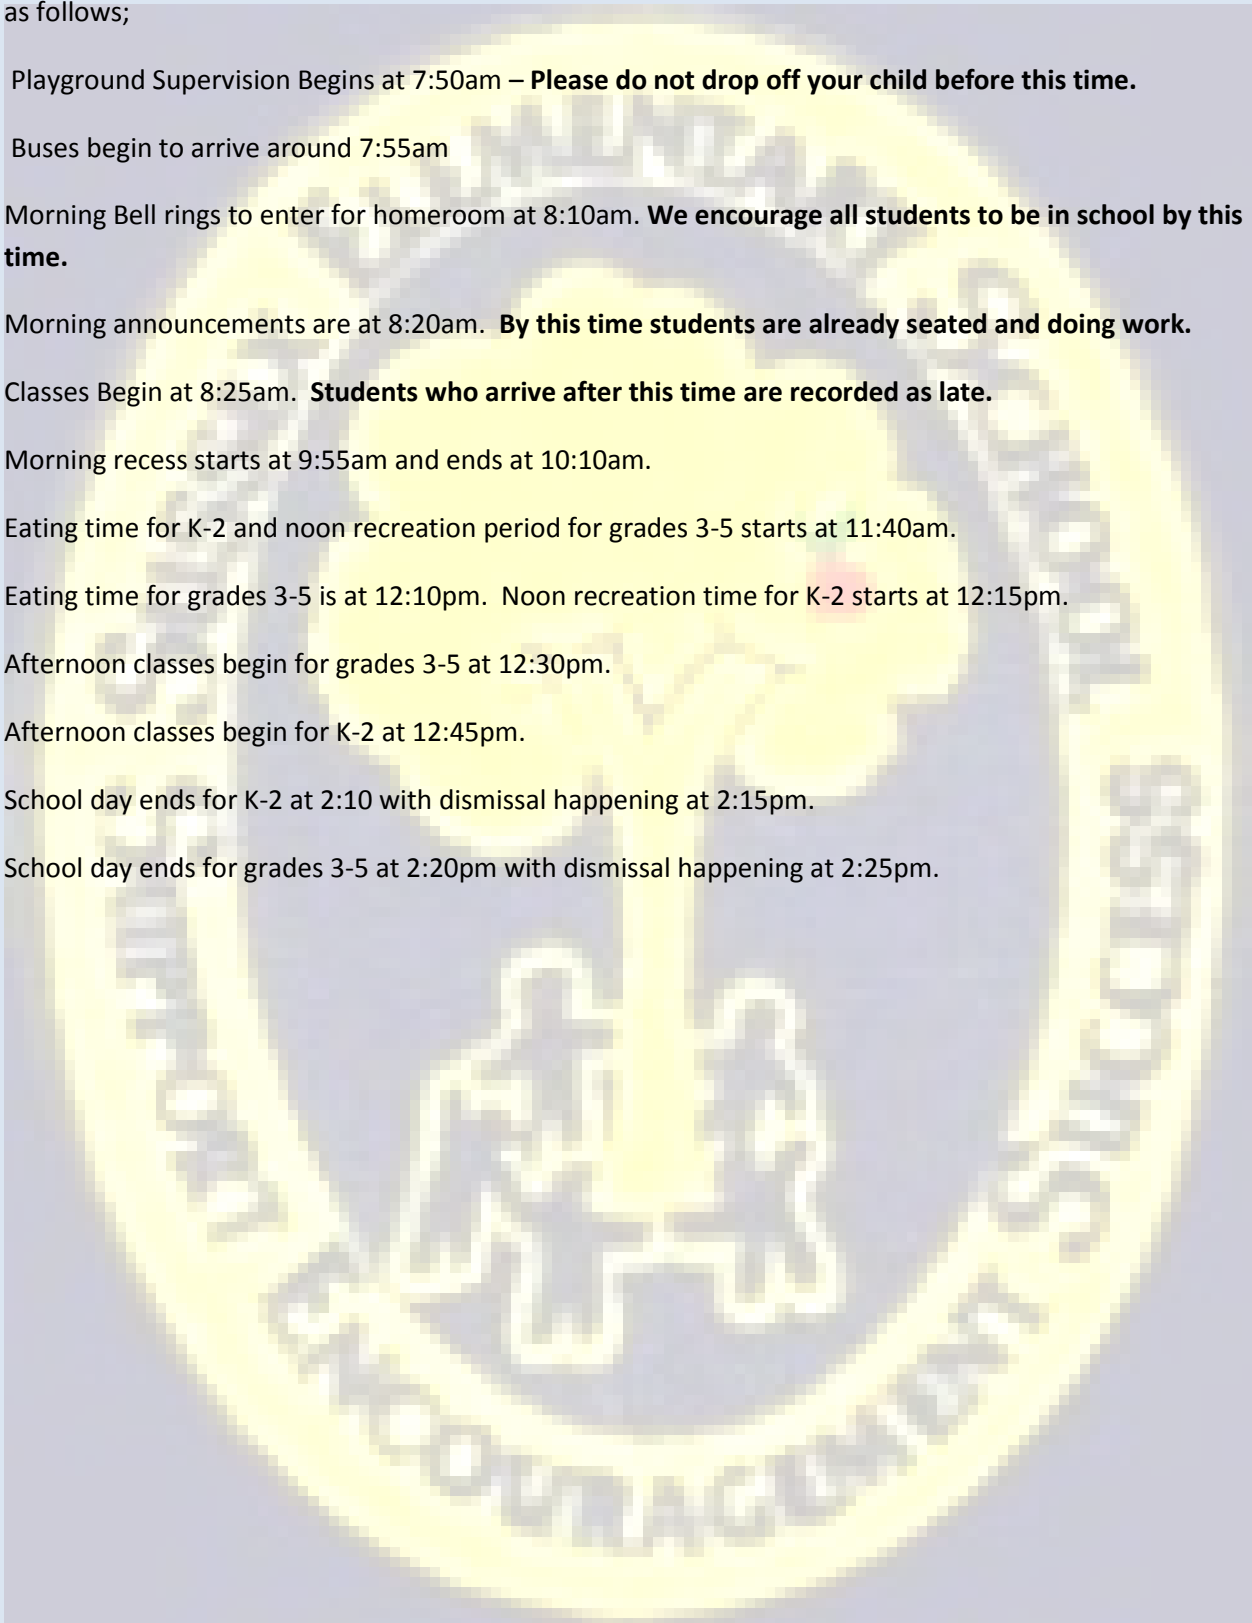 as follows;
Playground Supervision Begins at 7:50am – Please do not drop off your child before this time.
Buses begin to arrive around 7:55am
Morning Bell rings to enter for homeroom at 8:10am. We encourage all students to be in school by this
time.
Morning announcements are at 8:20am.  By this time students are already seated and doing work.
Classes Begin at 8:25am.  Students who arrive after this time are recorded as late.
Morning recess starts at 9:55am and ends at 10:10am.
Eating time for K-2 and noon recreation period for grades 3-5 starts at 11:40am.
Eating time for grades 3-5 is at 12:10pm.  Noon recreation time for K-2 starts at 12:15pm.
Afternoon classes begin for grades 3-5 at 12:30pm.
Afternoon classes begin for K-2 at 12:45pm.
School day ends for K-2 at 2:10 with dismissal happening at 2:15pm.
School day ends for grades 3-5 at 2:20pm with dismissal happening at 2:25pm.
ELEMENTARY SCHOOL
SUPPORT ENCOURAGEMENT SUCCESS